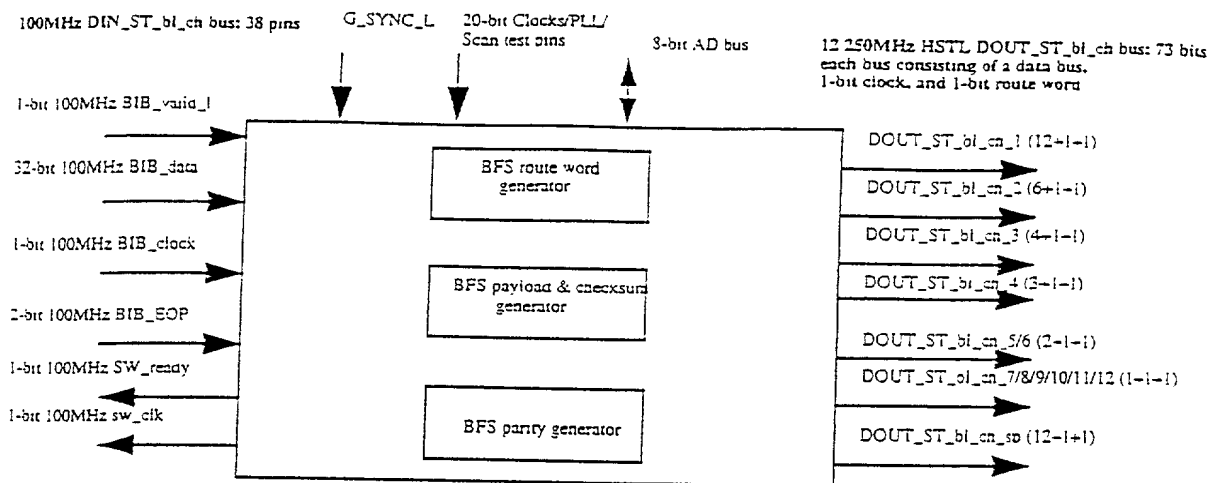 100MHz DIN_ST_bl_ch bus: 38 pins
G_SYNC_L
20-bit Clocks/PLL/
Scan test pins
8-bit AD bus
12 250MHz HSTL DOUT_ST_bl_ch bus: 73 bits
each bus consisting of a data bus,
1-bit clock, and 1-bit route word
1-bit 100MHz BIB_valid_l
32-bit 100MHz BIB_data
1-bit 100MHz BIB_clock
2-bit 100MHz BIB_EOP
1-bit 100MHz SW_ready
1-bit 100MHz sw_clk
BFS route word
generator
BFS payload & checksum
generator
BFS parity generator
DOUT_ST_bl_ch_1 (12+1+1)
DOUT_ST_bl_ch_2 (6+1+1)
DOUT_ST_bl_ch_3 (4+1+1)
DOUT_ST_bl_ch_4 (3+1+1)
DOUT_ST_bl_ch_5/6 (2+1+1)
DOUT_ST_bl_ch_7/8/9/10/11/12 (1+1+1)
DOUT_ST_bl_ch_sp (12+1+1)